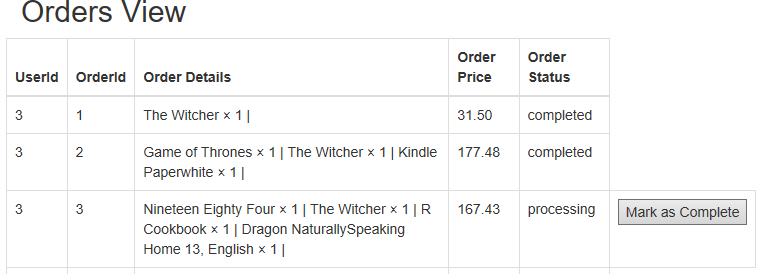 Orders View
UserId OrderId Order Details Order Price Order Status
3 1 The Witcher × 1 | 31.50 completed
3 2 Game of Thrones × 1 | The Witcher × 1 | Kindle 177.48 completed
Paperwhite × 1 |
3 3 Nineteen Eighty Four × 1 | The Witcher × 1 | R 167.43 processing Mark as Complete
Cookbook × 1 | Dragon NaturallySpeaking
Home 13, English × 1 |